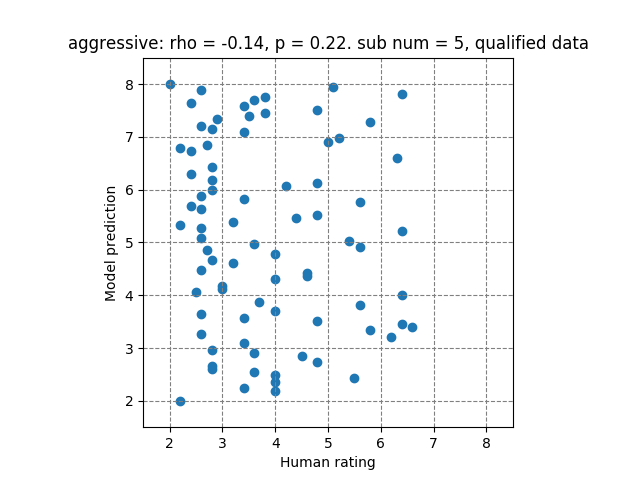 aggressive: rho = -0.14, p = 0.22. sub num = 5, qualified data
8
7
6
5
4
3
2
Model prediction
2 3 4 5 6 7 8
Human rating